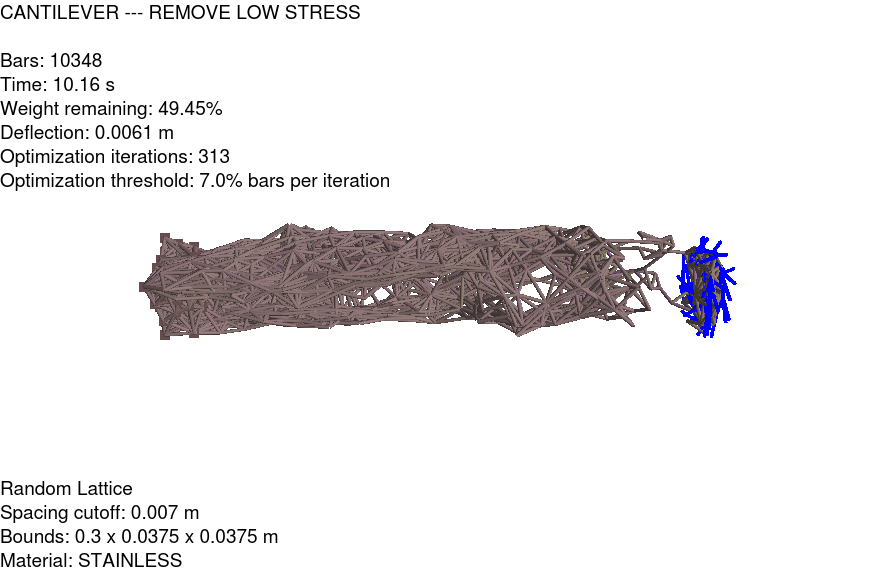 CANTILEVER --- REMOVE LOW STRESS
Bars: 10348
Time: 10.16 s
Weight remaining: 49.45%
Deflection: 0.0061 m
Optimization iterations: 313
Optimization threshold: 7.0% bars per iteration
Random Lattice
Spacing cutoff: 0.007 m
Bounds: 0.3 x 0.0375 x 0.0375 m
Material: STAINLESS